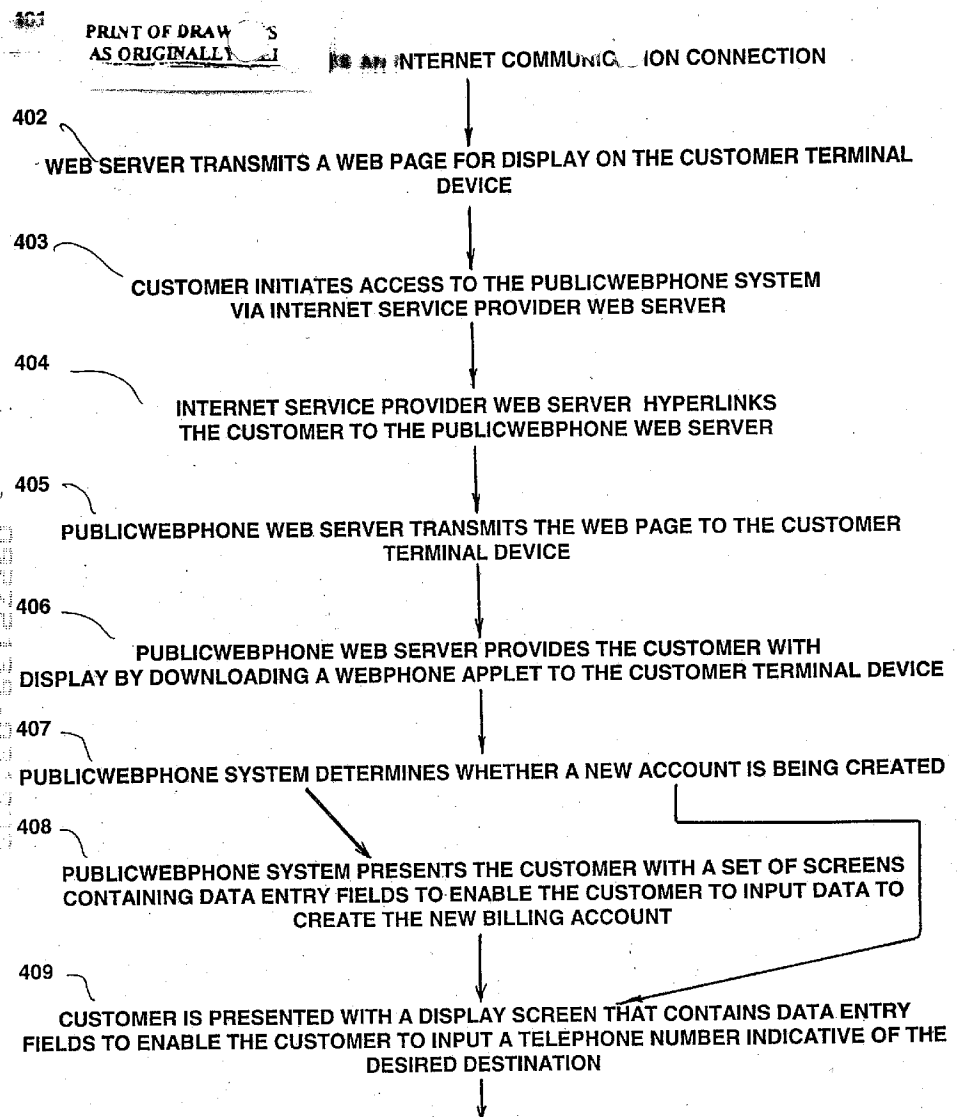 401
PRINT OF
AS
INTERNET CONNECTION
402
WEB SERVER TRANSMITS A WEB PAGE FOR DISPLAY ON THE CUSTOMER TERMINAL
DEVICE
403
CUSTOMER INITIATES ACCESS TO THE PUBLICWEBPHONE SYSTEM
VIA INTERNET SERVICE PROVIDER WEB SERVER
404
INTERNET SERVICE PROVIDER WEB SERVER HYPERLINKS
THE CUSTOMER TO THE PUBLICWEBPHONE WEB SERVER
405
PUBLICWEBPHONE WEB SERVER TRANSMITS THE WEB PAGE TO THE CUSTOMER
TERMINAL DEVICE
406
PUBLICWEBPHONE WEB SERVER PROVIDES THE CUSTOMER WITH
DISPLAY BY DOWNLOADING A WEBPHONE APPLET TO THE CUSTOMER TERMINAL DEVICE
407
PUBLICWEBPHONE SYSTEM DETERMINES WHETHER A NEW ACCOUNT IS BEING CREATED
408
PUBLICWEBPHONE SYSTEM PRESENTS THE CUSTOMER WITH A SET OF SCREENS
CONTAINING DATA ENTRY FIELDS TO ENABLE THE CUSTOMER TO INPUT DATA TO
CREATE THE NEW BILLING ACCOUNT
409
CUSTOMER IS PRESENTED WITH A DISPLAY SCREEN THAT CONTAINS DATA ENTRY
FIELDS TO ENABLE THE CUSTOMER TO INPUT A TELEPHONE NUMBER INDICATIVE OF THE
DESIRED DESTINATION